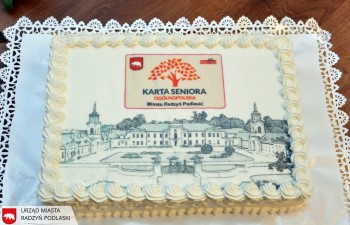 KARTA SENIORA
OGÓLNOPOLSKA
Miasto Radzyń Podlaski
URZĄD MIASTA
RADZYŃ PODLASKI